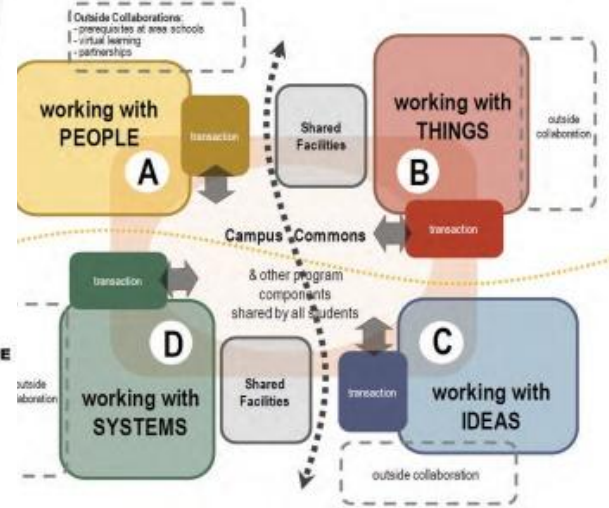 Outside Collaborations:
- prerequisites at area schools
- virtual learning
- partnerships
working with
PEOPLE
A
transaction
Shared
Facilities
working with
THINGS
B
outside
collaboration
transaction
Campus Commons
& other program
components
shared by all students
transaction
D
working with
SYSTEMS
E
outside
Shared
Facilities
transaction
C
working with
IDEAS
outside collaboration